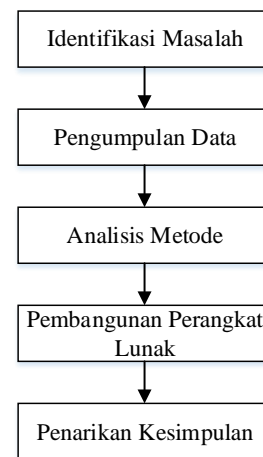 Identifikasi Masalah
Pengumpulan Data
Analisis Metode
Pembangunan Perangkat
Lunak
Penarikan Kesimpulan